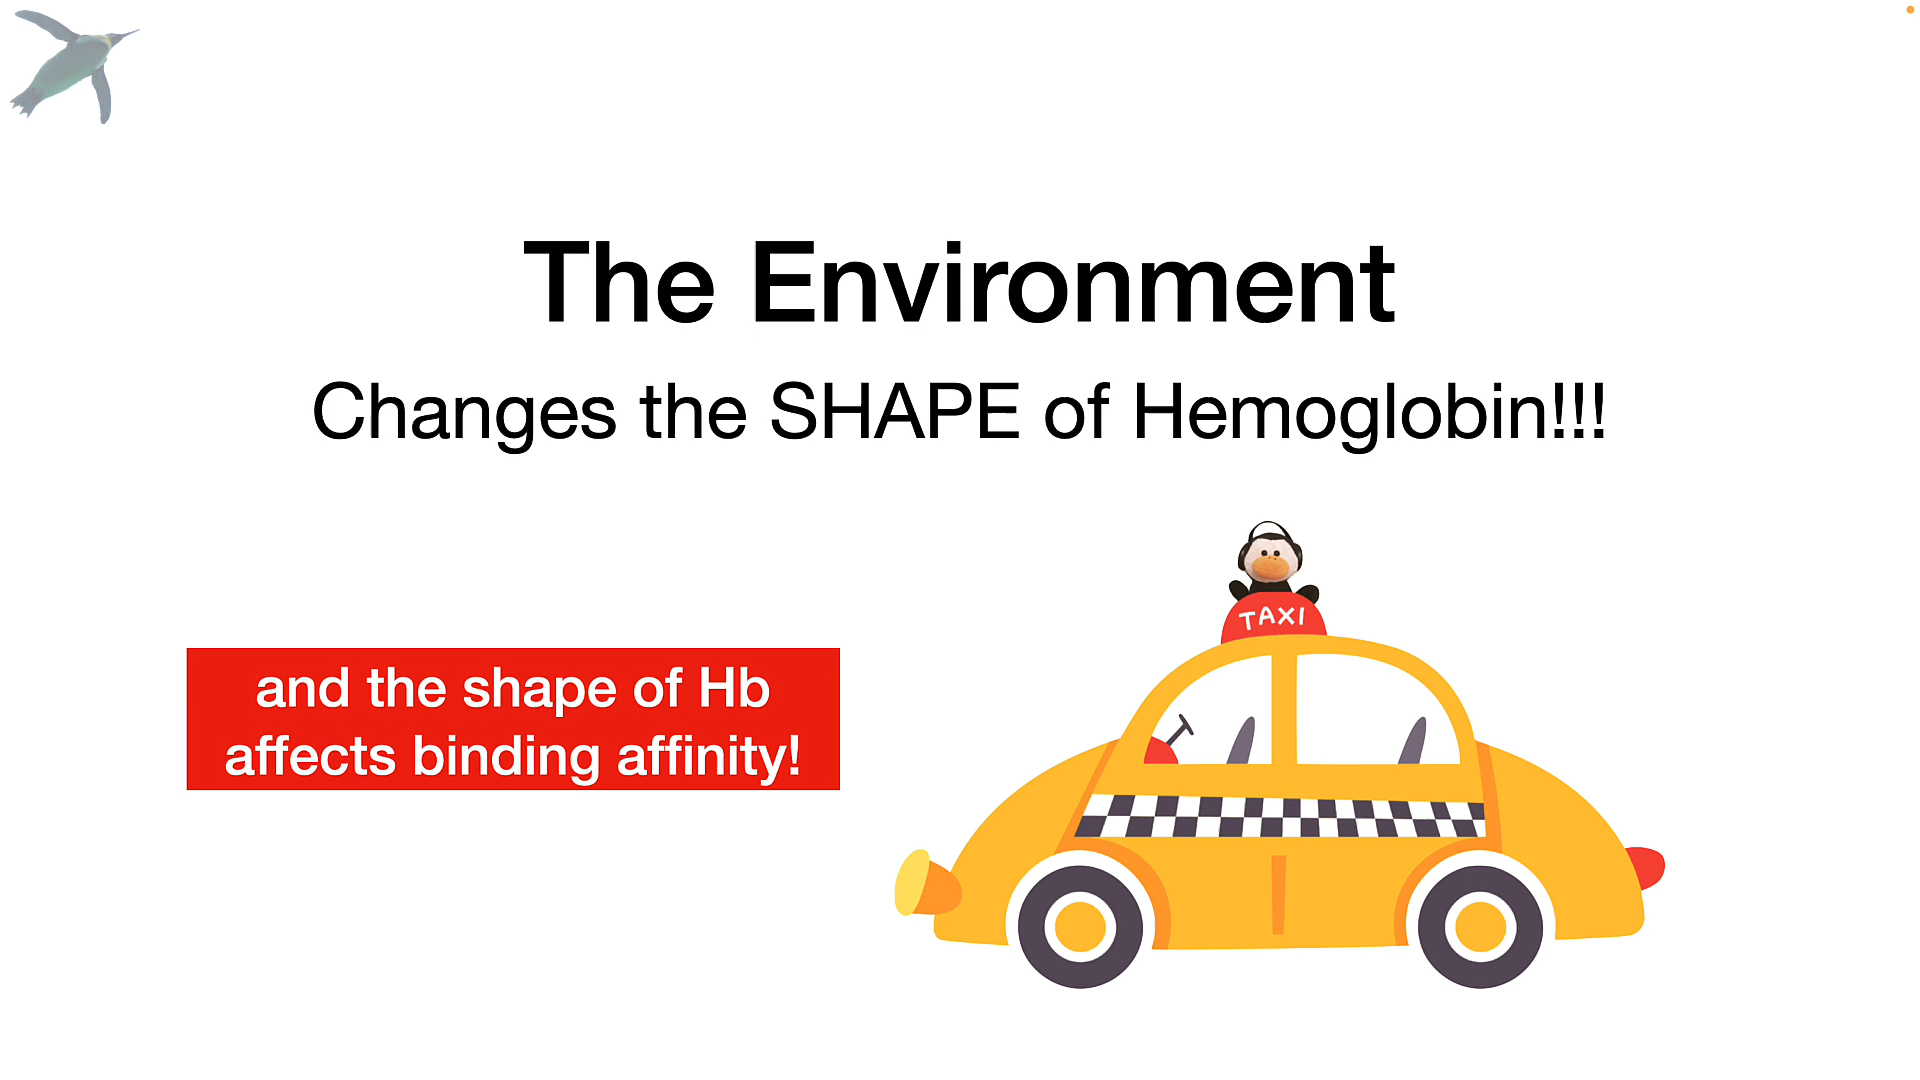 The Environment
Changes the SHAPE of Hemoglobin!!!
TAXI
and the shape of Hb
affects binding affinity!